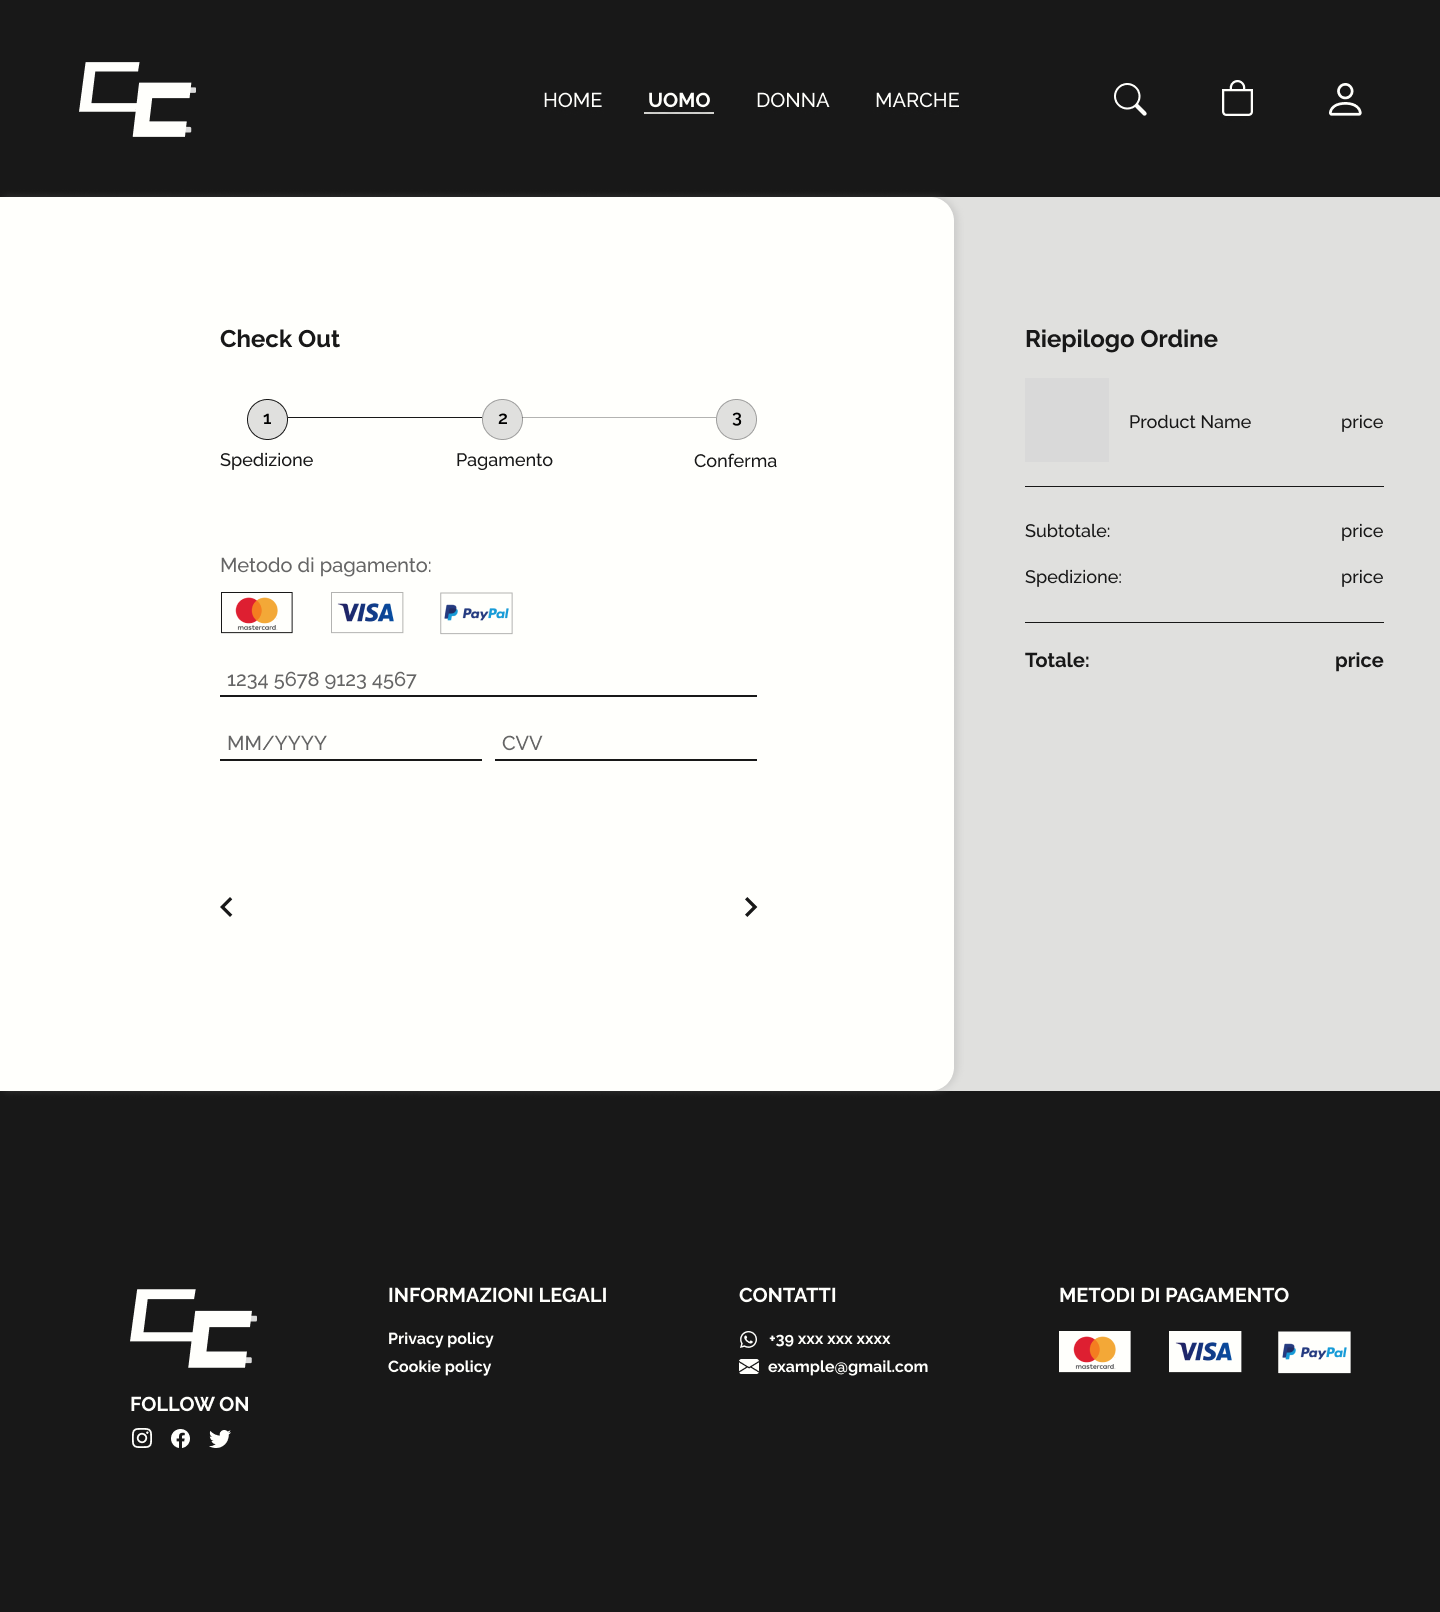 CC
HOME UOMO DONNA MARCHE
Check Out
1 2 3
Spedizione Pagamento Conferma
Metodo di pagamento:
mastercard VISA PayPal
1234 5678 9123 4567
MM/YYYY CVV
Riepilogo Ordine
Product Name price
Subtotale: price
Spedizione: price
Totale: price
CC
FOLLOW ON
INFORMAZIONI LEGALI
Privacy policy
Cookie policy
CONTATTI
+39 xxx xxx xxxx
example@gmail.com
METODI DI PAGAMENTO
mastercard VISA PayPal